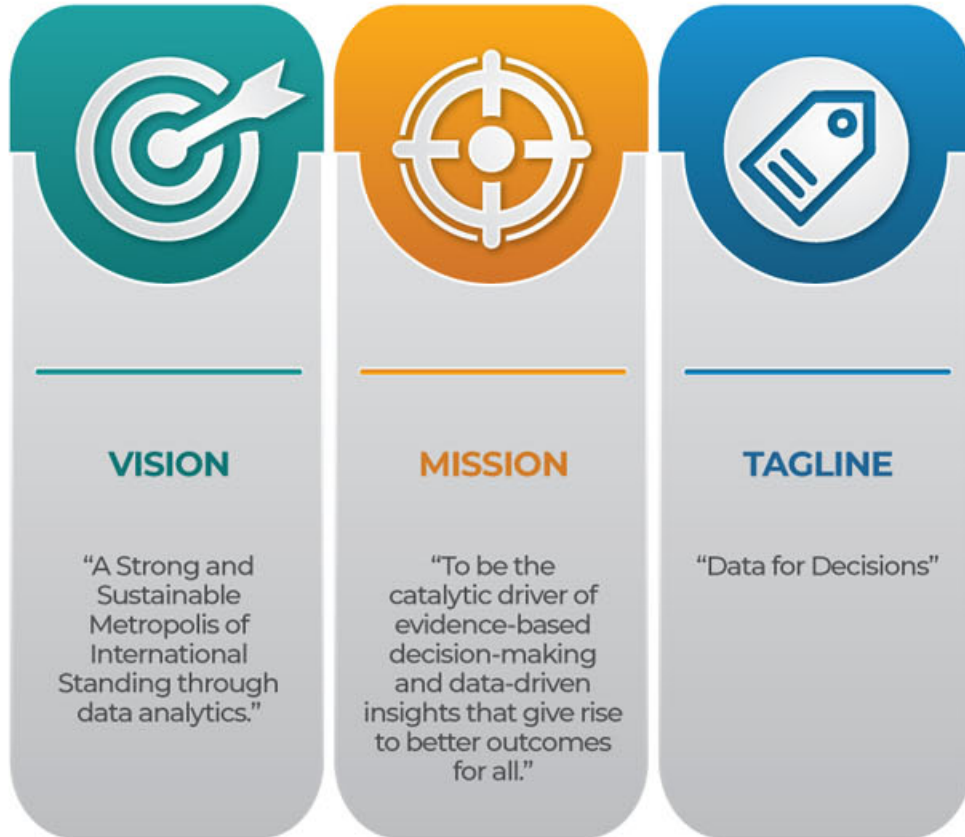 VISION
“A Strong and
Sustainable
Metropolis of
International
Standing through
data analytics.”
MISSION
“To be the
catalytic driver of
evidence-based
decision-making
and data-driven
insights that give rise
to better outcomes
for all.”
TAGLINE
“Data for Decisions”